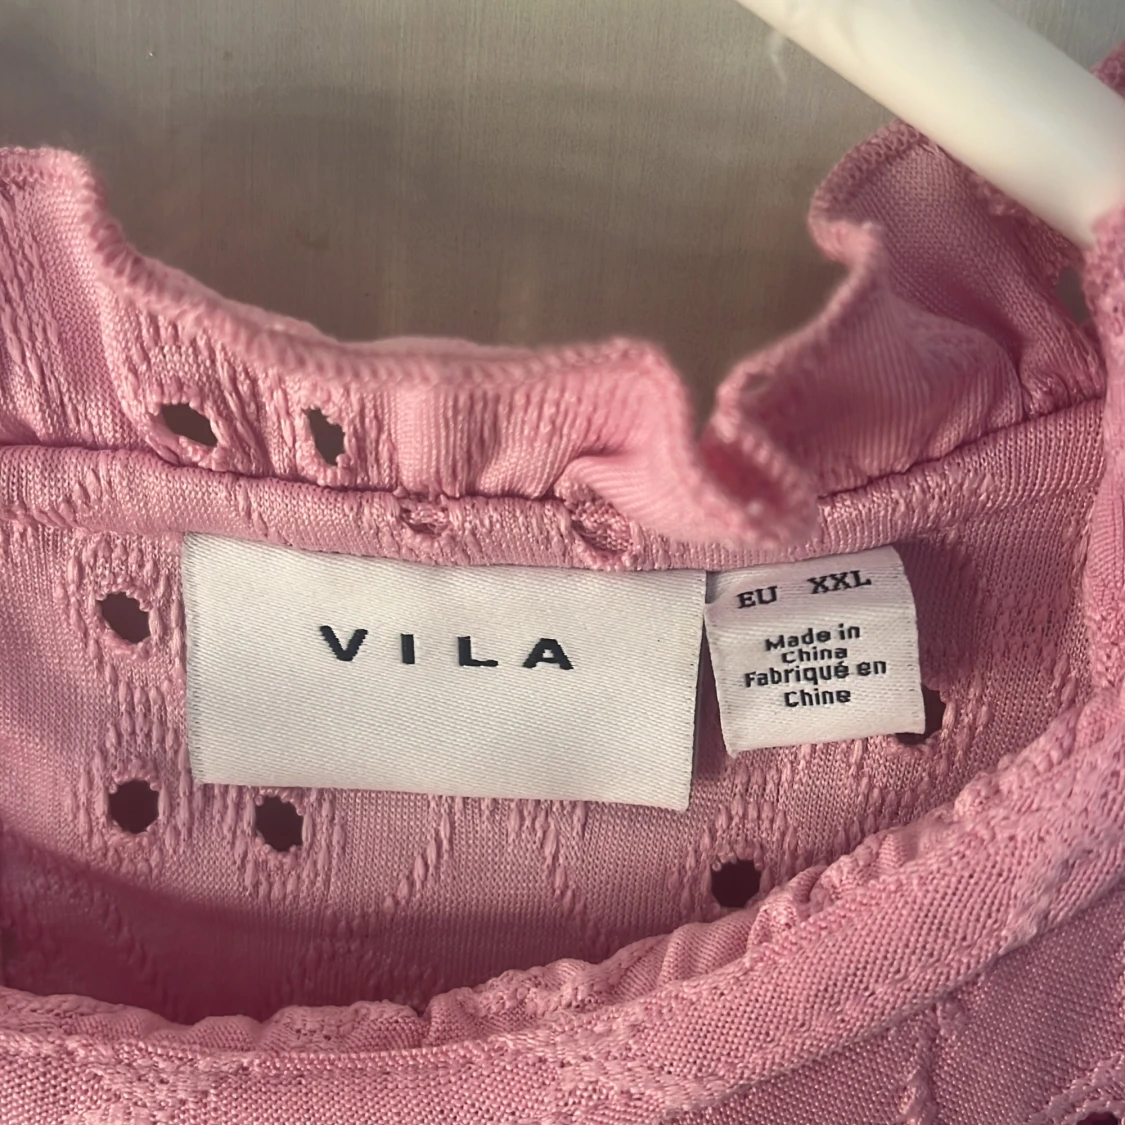 VILA
EU XXL
Made in
China
Fabriqué en
Chine